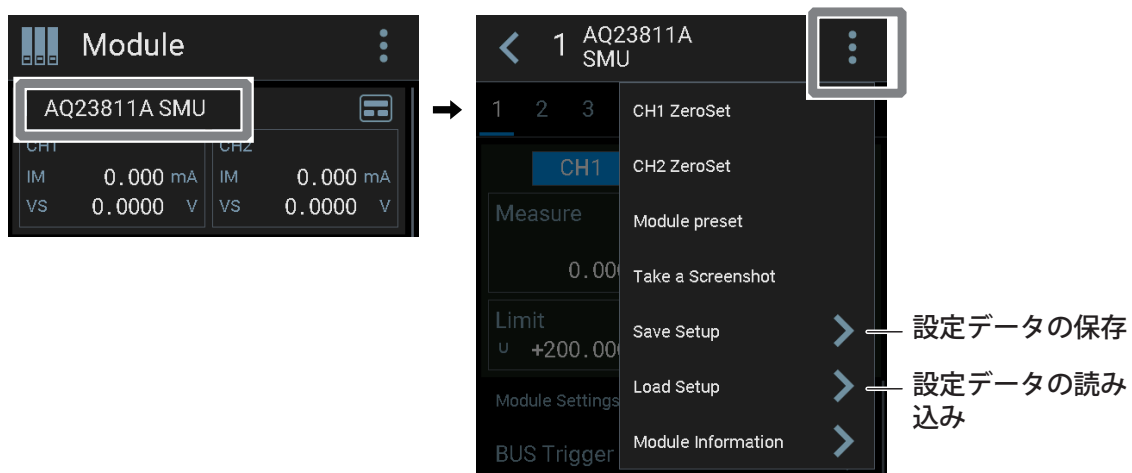 Module
AQ23811A SMU
CH1
CH2
IM 0.000 mA
IM 0.000 mA
VS 0.0000 V
VS 0.0000 V
1 AQ23811A
SMU
1 2 3
CH1
Measure
0.00
Limit
U +200.00
Module Settings
BUS Trigger
CH1 ZeroSet
CH2 ZeroSet
Module preset
Take a Screenshot
Save Setup
Load Setup
Module Information
設定データの保存
設定データの読み
込み